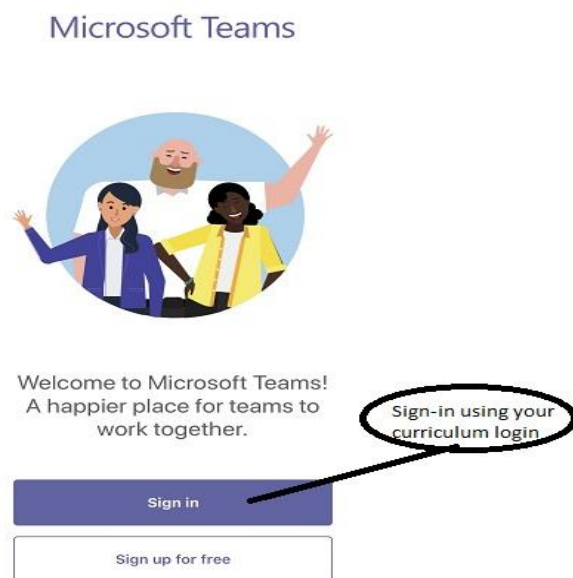 Microsoft Teams
Welcome to Microsoft Teams!
A happier place for teams to
work together.
Sign-in using your
curriculum login
Sign in
Sign up for free